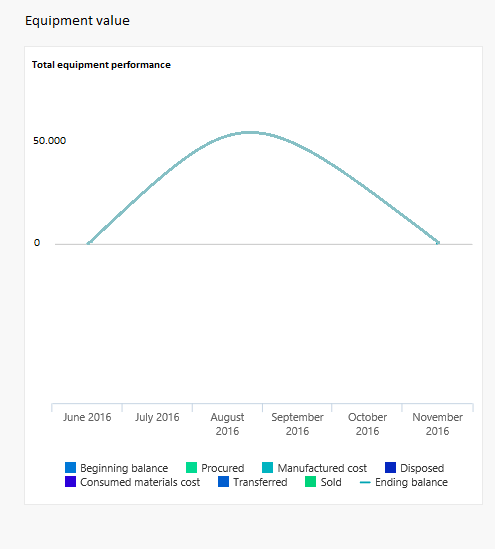 Equipment value
Total equipment performance
50.000
0
June 2016 July 2016 August 2016 September 2016 October 2016 November 2016
Beginning balance Procured Manufactured cost Disposed
Consumed materials cost Transferred Sold Ending balance